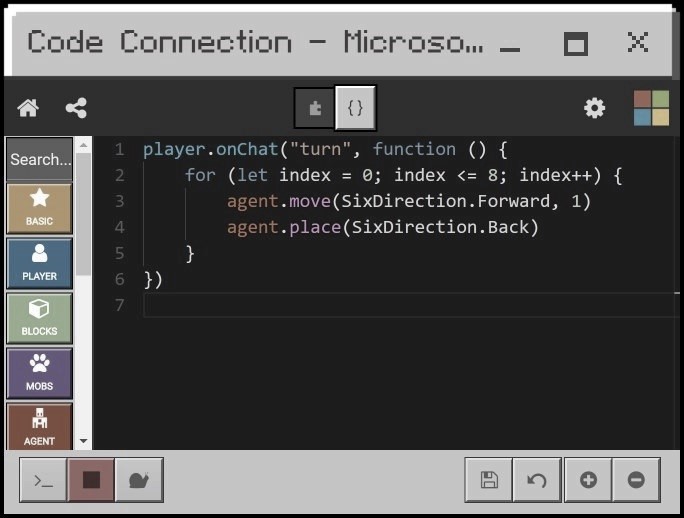 Code Connection - Microso...
{}
Search...
BASIC
PLAYER
BLOCKS
MOBS
AGENT
1 player.onChat("turn", function () {
2 for (let index = 0; index <= 8; index++) {
3 agent.move(SixDirection.Forward, 1)
4 agent.place(SixDirection.Back)
5 }
6 })
7
>_